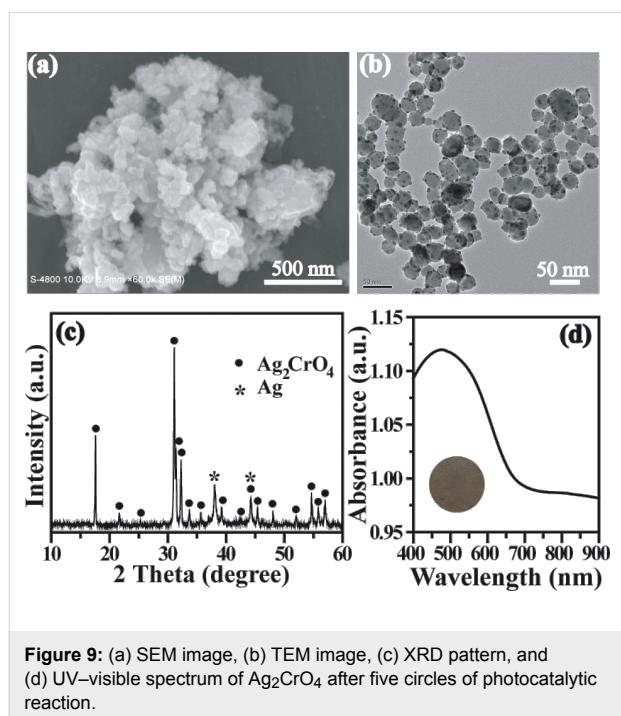 (a)
(b)
S-4800 10.0KV 8.9mm ×60.0k SE(M)
500 nm
50 nm
50 nm
(c)
Ag₂CrO₄
* Ag
Intensity (a.u.)
10 20 30 40 50 60
2 Theta (degree)
(d)
1.15
1.10
1.05
1.00
0.95
Absorbance (a.u.)
400 500 600 700 800 900
Wavelength (nm)
Figure 9: (a) SEM image, (b) TEM image, (c) XRD pattern, and
(d) UV–visible spectrum of Ag₂CrO₄ after five circles of photocatalytic
reaction.